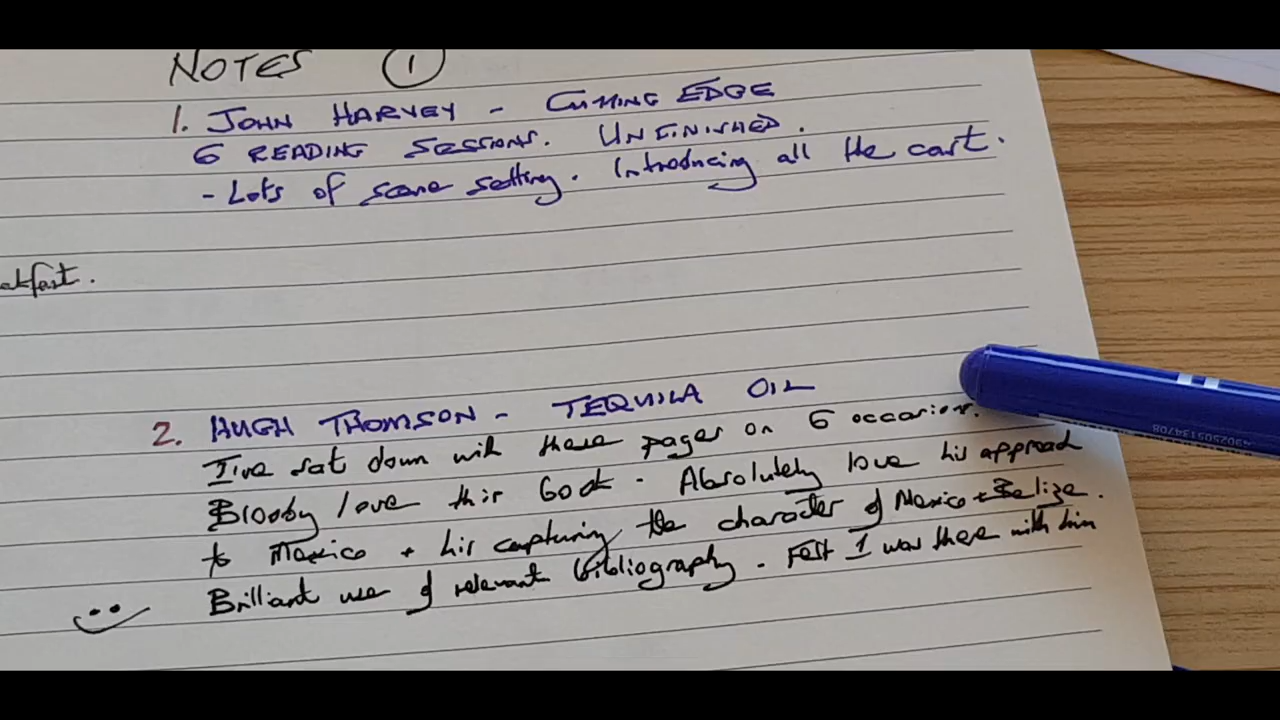 NOTES 1
1. JOHN HARVEY - CUTTING EDGE
6 READING SESSIONS. UNFINISHED.
- Lots of scene setting. Introducing all the cast.
akfast.
2. HUGH THOMSON - TEQUILA OIL
I've sat down with these pages on 6 occasions.
Bloody love this book. Absolutely love his approach
to Mexico + his capturing the character of Mexico + Belize.
Brilliant use of relevant bibliography. Felt I was there with him
4902505134708